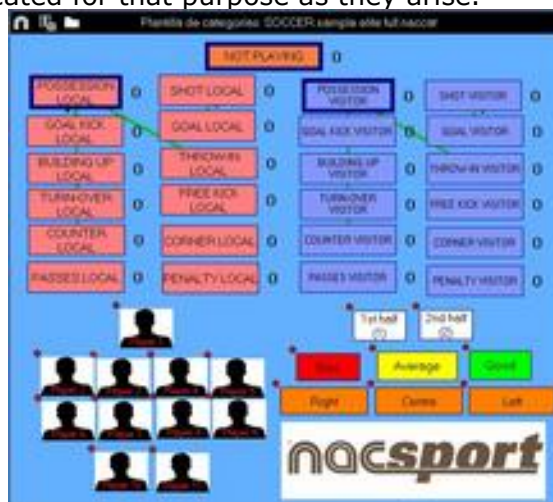 eated for that purpose as they arise.
Plantilla de categorias: SOCCER sample elite full nacsport
NOT PLAYING 0
POSSESSION LOCAL 0 SHOT LOCAL 0 POSSESSION VISITOR 0 SHOT VISITOR 0
GOAL KICK LOCAL 0 GOAL LOCAL 0 GOAL KICK VISITOR 0 GOAL VISITOR 0
BUILDING UP LOCAL 0 THROW-IN LOCAL 0 BUILDING UP VISITOR 0 THROW-IN VISITOR 0
TURN-OVER LOCAL 0 FREE KICK LOCAL 0 TURN-OVER VISITOR 0 FREE KICK VISITOR 0
COUNTER LOCAL 0 CORNER LOCAL 0 COUNTER VISITOR 0 CORNER VISITOR 0
PASSES LOCAL 0 PENALTY LOCAL 0 PASSES VISITOR 0 PENALTY VISITOR 0
1st half 2nd half
Average Good
Right Centre Left
nacsport